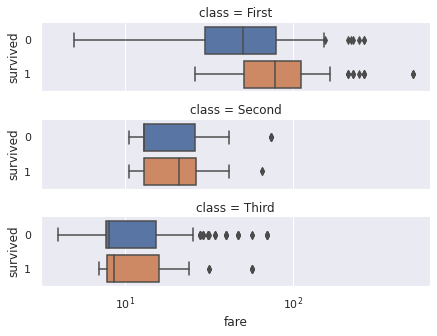 class = First
survived
0
1
class = Second
survived
0
1
class = Third
survived
0
1
10¹
10²
fare